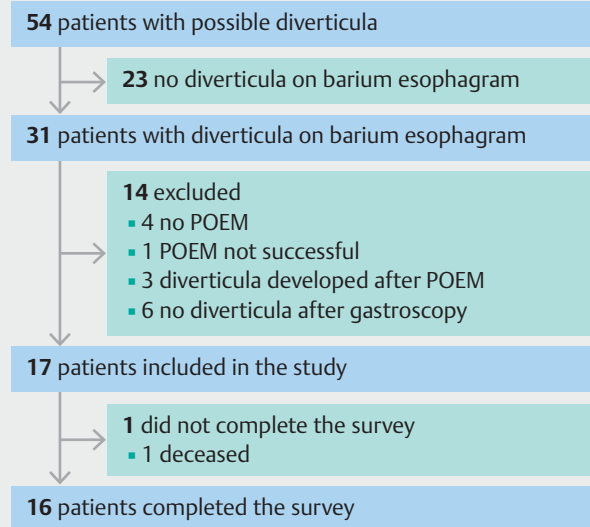 54 patients with possible diverticula
23 no diverticula on barium esophagram
31 patients with diverticula on barium esophagram
14 excluded
▪ 4 no POEM
▪ 1 POEM not successful
▪ 3 diverticula developed after POEM
▪ 6 no diverticula after gastroscopy
17 patients included in the study
1 did not complete the survey
▪ 1 deceased
16 patients completed the survey